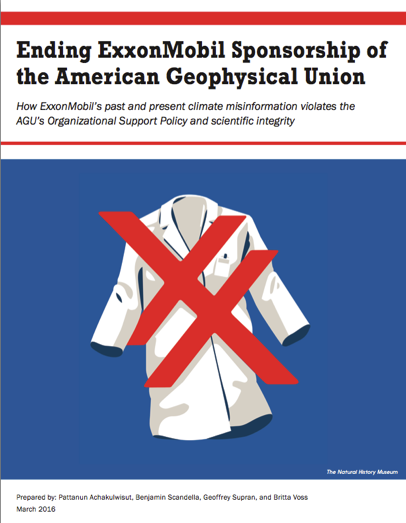 Ending ExxonMobil Sponsorship of
the American Geophysical Union
How ExxonMobil's past and present climate misinformation violates the
AGU's Organizational Support Policy and scientific integrity
The Natural History Museum
Prepared by: Pattanun Achakulwisut, Benjamin Scandella, Geoffrey Supran, and Britta Voss
March 2016